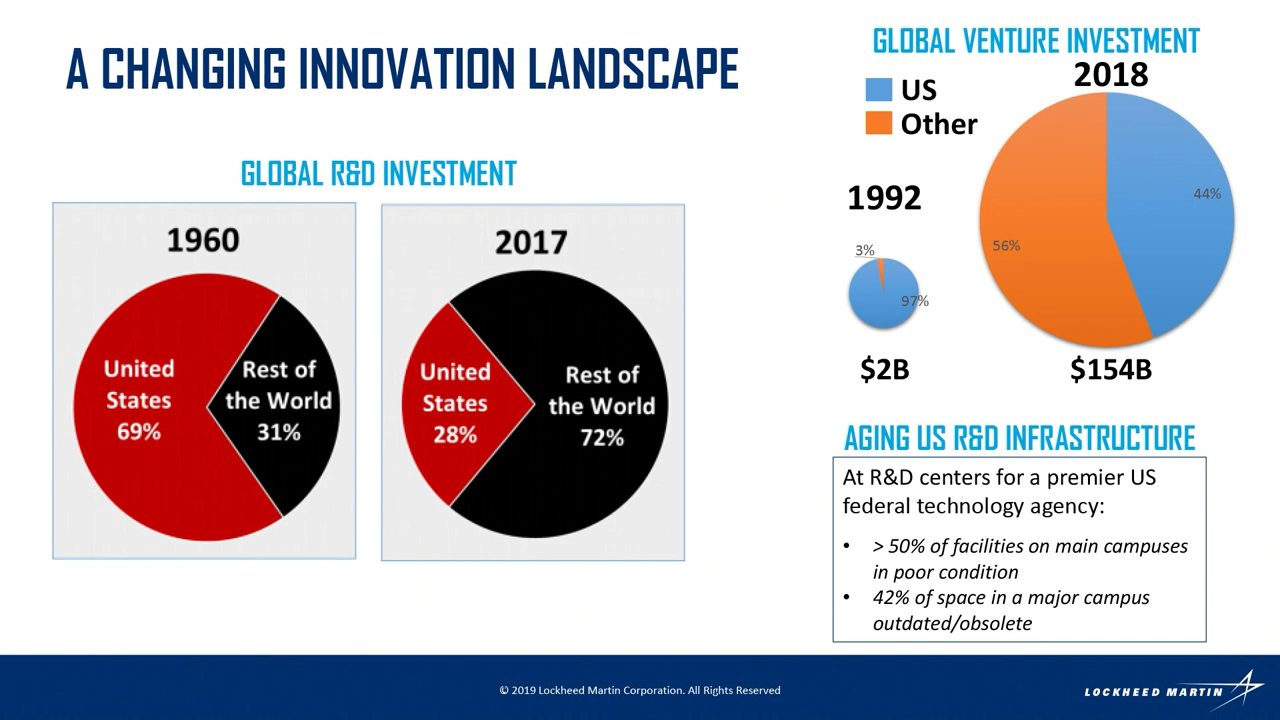 A CHANGING INNOVATION LANDSCAPE
GLOBAL R&D INVESTMENT
1960
United
States
69%
Rest of
the World
31%
2017
United
States
28%
Rest of
the World
72%
GLOBAL VENTURE INVESTMENT
2018
US
Other
44%
56%
1992
3%
97%
$2B
$154B
AGING US R&D INFRASTRUCTURE
At R&D centers for a premier US
federal technology agency:
• > 50% of facilities on main campuses
in poor condition
• 42% of space in a major campus
outdated/obsolete
© 2019 Lockheed Martin Corporation. All Rights Reserved
LOCKHEED MARTIN